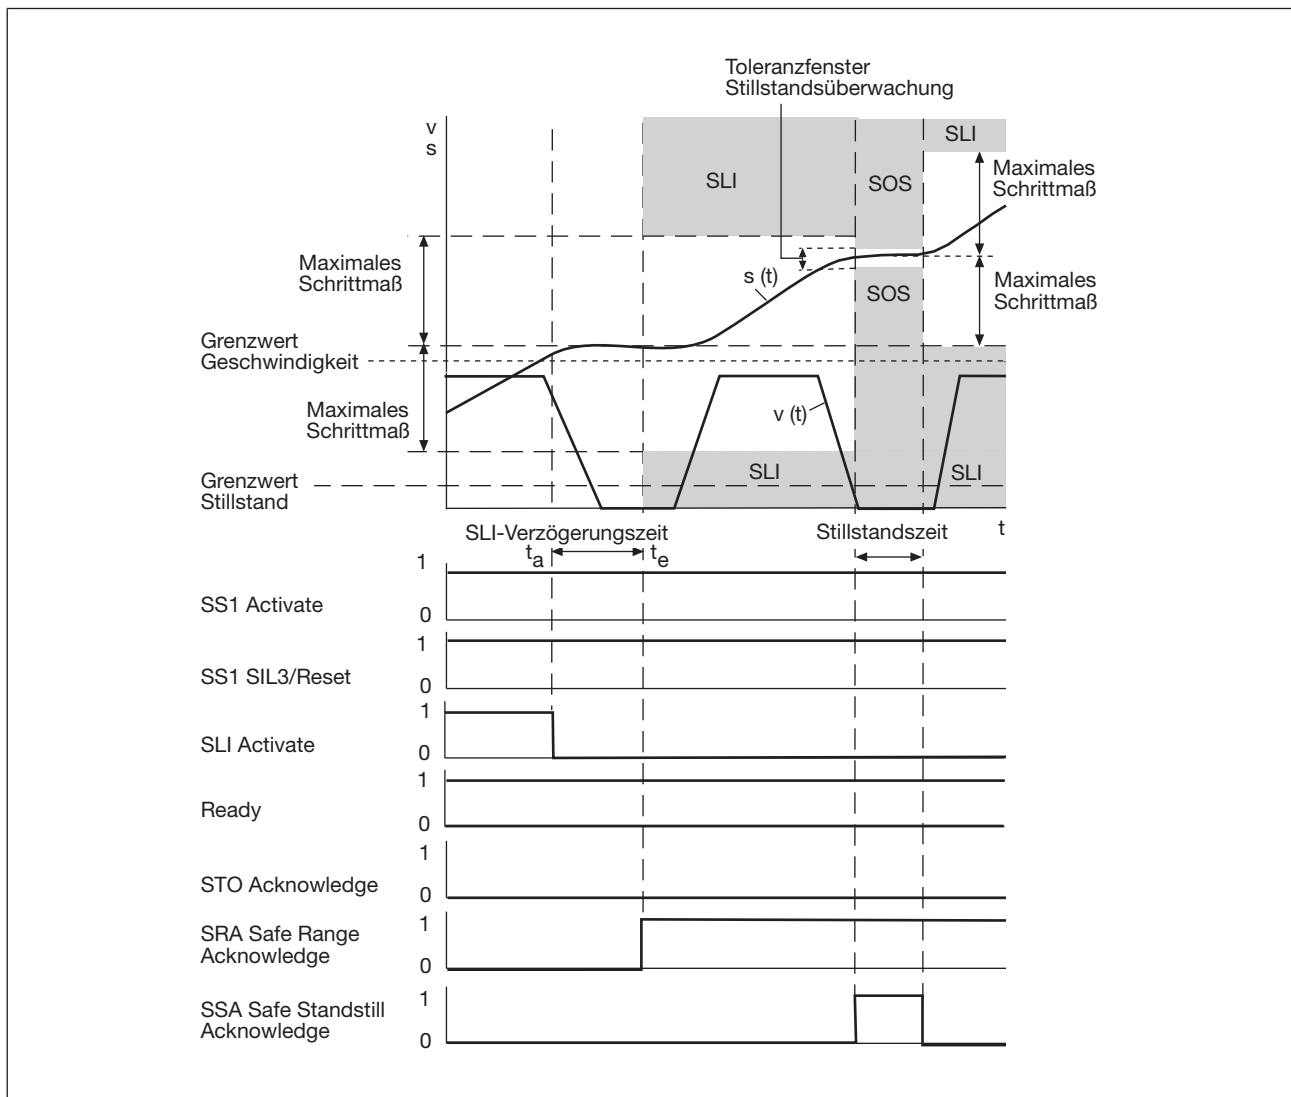 Toleranzfenster
Stillstandsüberwachung
v
s
SLI
SLI
SOS
Maximales
Schrittmaß
Maximales
Schrittmaß
s (t)
SOS
Maximales
Schrittmaß
Grenzwert
Geschwindigkeit
Maximales
Schrittmaß
v (t)
SLI
SLI
Grenzwert
Stillstand
SLI-Verzögerungszeit
Stillstandszeit
t
ta
te
1
SS1 Activate
0
1
SS1 SIL3/Reset
0
1
SLI Activate
0
1
Ready
0
1
STO Acknowledge
0
1
SRA Safe Range
Acknowledge
0
1
SSA Safe Standstill
Acknowledge
0